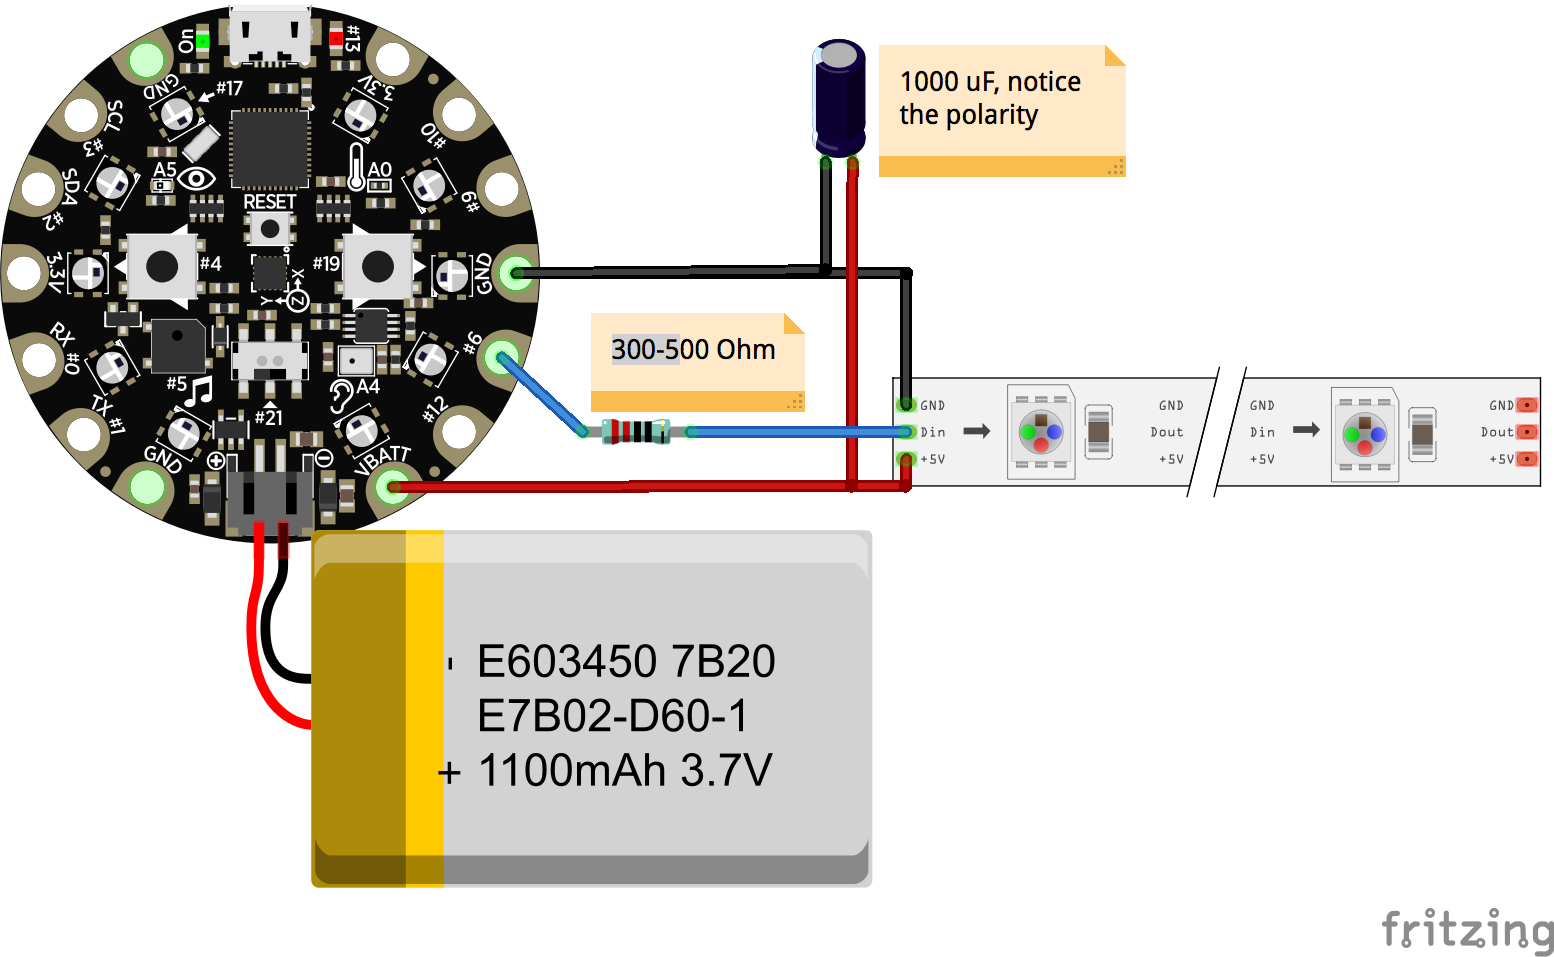 On
#13
GND
#17
3.3V
SCL
#3
#10
A5
A0
SDA
#2
RESET
#9
3.3V
#4
#19
GND
X
Y
Z
RX
#0
#6
#5
A4
TX
#1
#21
#12
GND
VBATT
1000 uF, notice
the polarity
300-500 Ohm
GND
Din
+5V
GND
Dout
+5V
GND
Din
+5V
GND
Dout
+5V
- E603450 7B20
E7B02-D60-1
+ 1100mAh 3.7V
fritzing